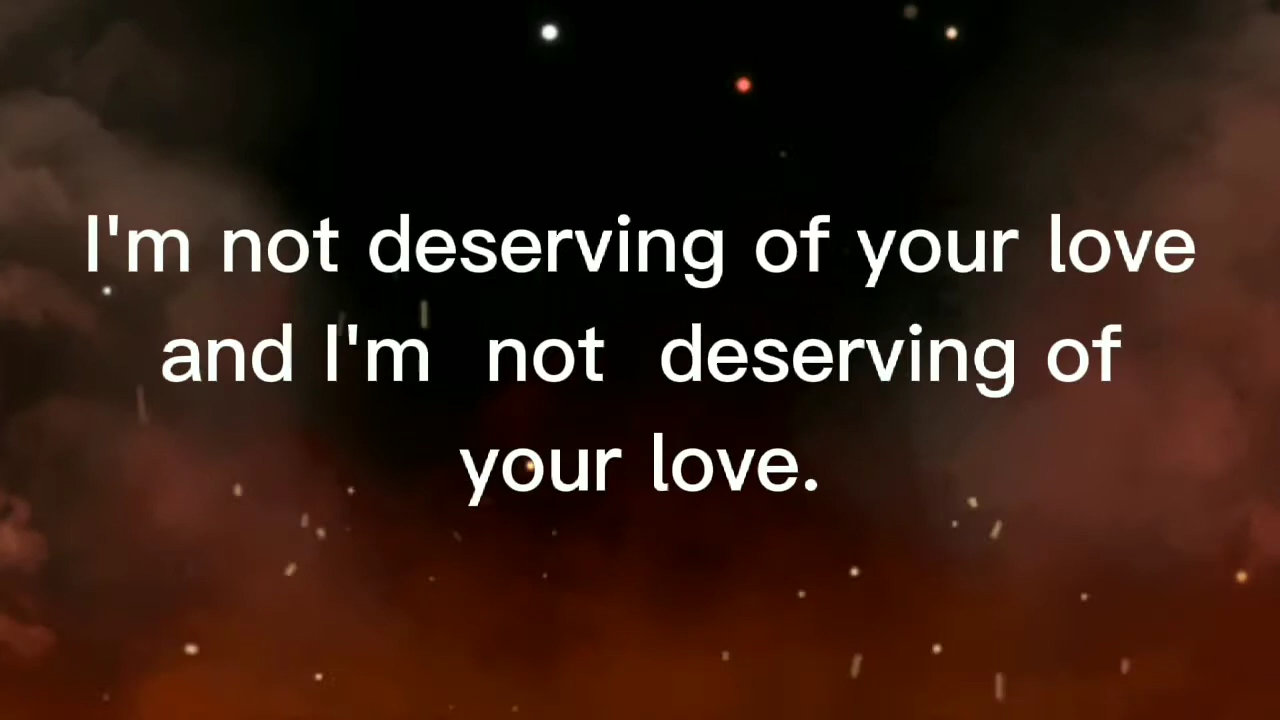 I'm not deserving of your love
and I'm  not  deserving of
your love.